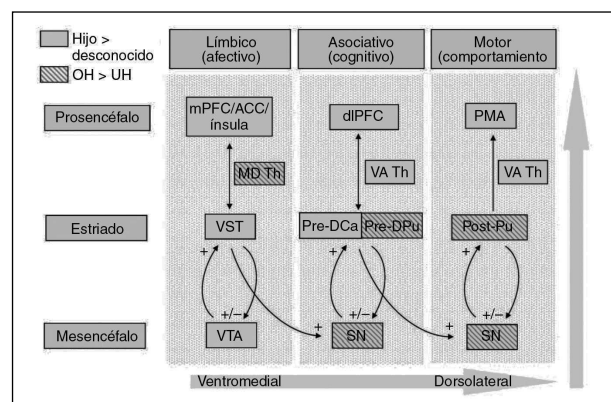 Hijo >
desconocido
OH > UH
Límbico
(afectivo)
Asociativo
(cognitivo)
Motor
(comportamiento)
Prosencéfalo
mPFC/ACC/
ínsula
dlPFC
PMA
MD Th
VA Th
VA Th
Estriado
VST
Pre-DCa
Pre-DPu
Post-Pu
+
+
+
+/–
+/–
+/–
+
+
Mesencéfalo
VTA
SN
SN
Ventromedial
Dorsolateral